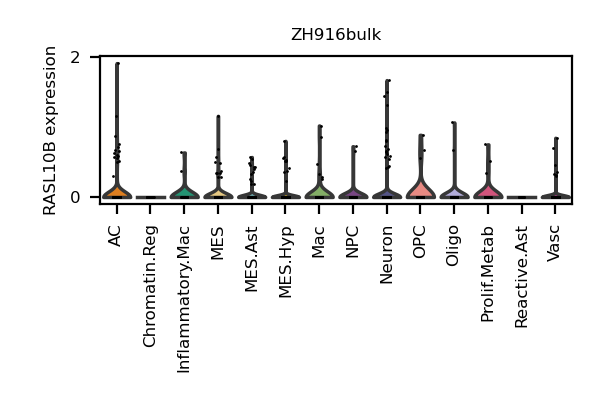 ZH916bulk
RASL10B expression
2
0
AC
Chromatin.Reg
Inflammatory.Mac
MES
MES.Ast
MES.Hyp
Mac
NPC
Neuron
OPC
Oligo
Prolif.Metab
Reactive.Ast
Vasc